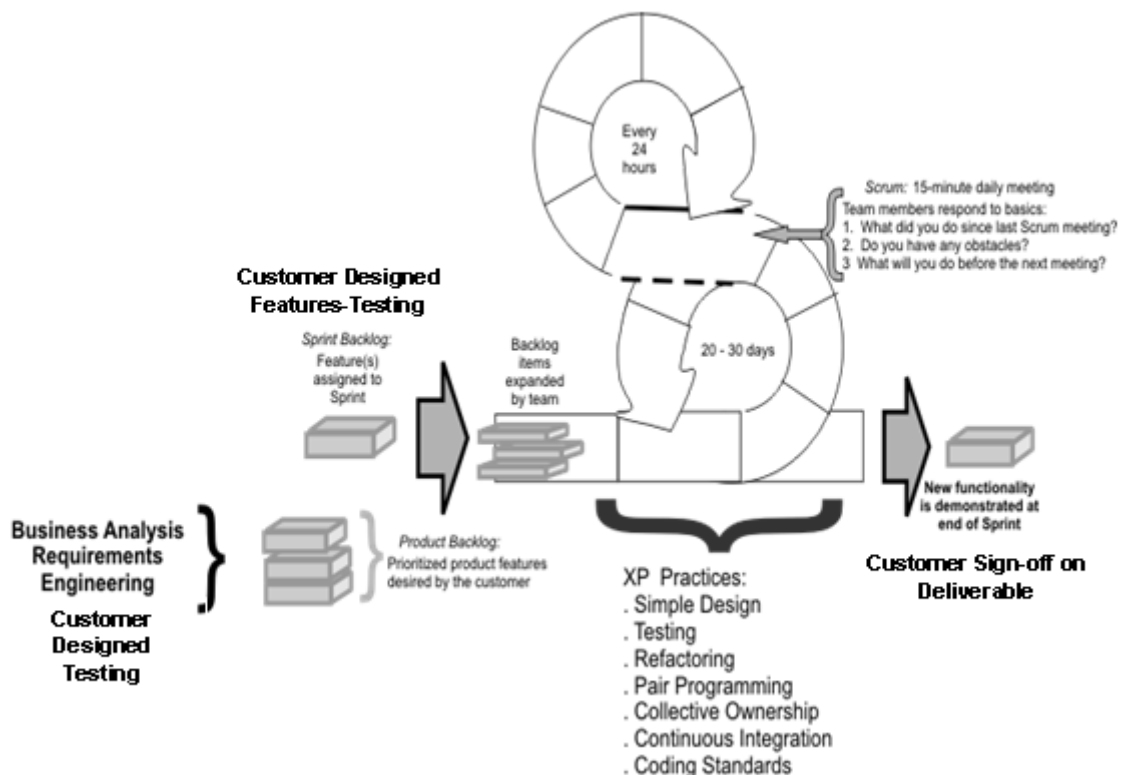 Every
24
hours
Scrum: 15-minute daily meeting
Team members respond to basics:
1. What did you do since last Scrum meeting?
2. Do you have any obstacles?
3 What will you do before the next meeting?
Customer Designed
Features-Testing
Sprint Backlog:
Feature(s)
assigned to
Sprint
Backlog
items
expanded
by team
20 - 30 days
New functionality
is demonstrated at
end of Sprint
Business Analysis
Requirements
Engineering
Product Backlog:
Prioritized product features
desired by the customer
Customer Sign-off on
Deliverable
Customer
Designed
Testing
XP Practices:
. Simple Design
. Testing
. Refactoring
. Pair Programming
. Collective Ownership
. Continuous Integration
. Coding Standards